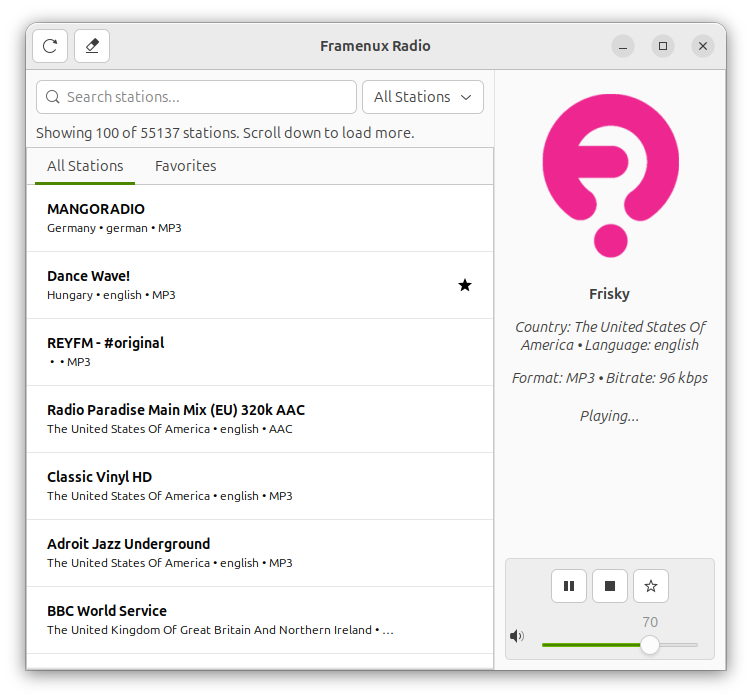 Framenux Radio
Search stations...
All Stations
Showing 100 of 55137 stations. Scroll down to load more.
All Stations
Favorites
MANGORADIO
Germany • german • MP3
Dance Wave!
Hungary • english • MP3
REYFM - #original
• • MP3
Radio Paradise Main Mix (EU) 320k AAC
The United States Of America • english • AAC
Classic Vinyl HD
The United States Of America • english • MP3
Adroit Jazz Underground
The United States Of America • english • MP3
BBC World Service
The United Kingdom Of Great Britain And Northern Ireland • ...
Frisky
Country: The United States Of
America • Language: english
Format: MP3 • Bitrate: 96 kbps
Playing...
70